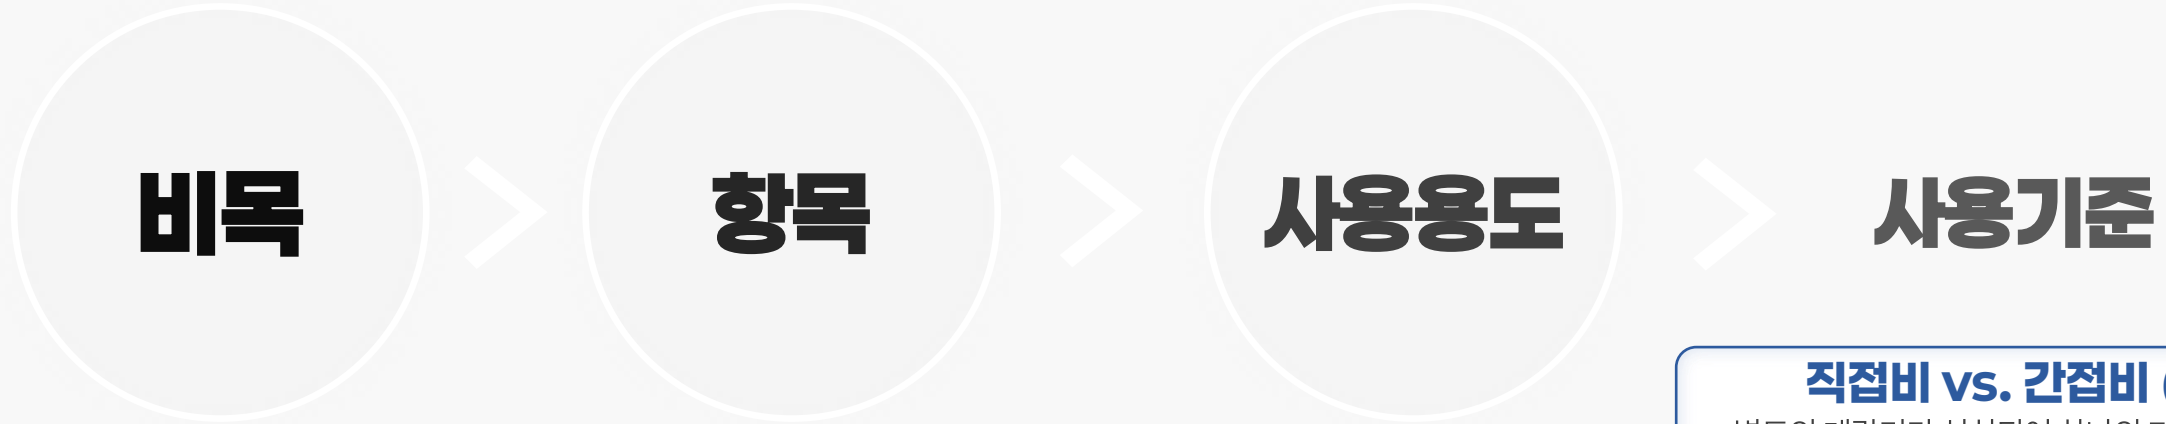 비목 > 항목 > 사용용도 > 사용기준
직접비 vs. 간접비 (